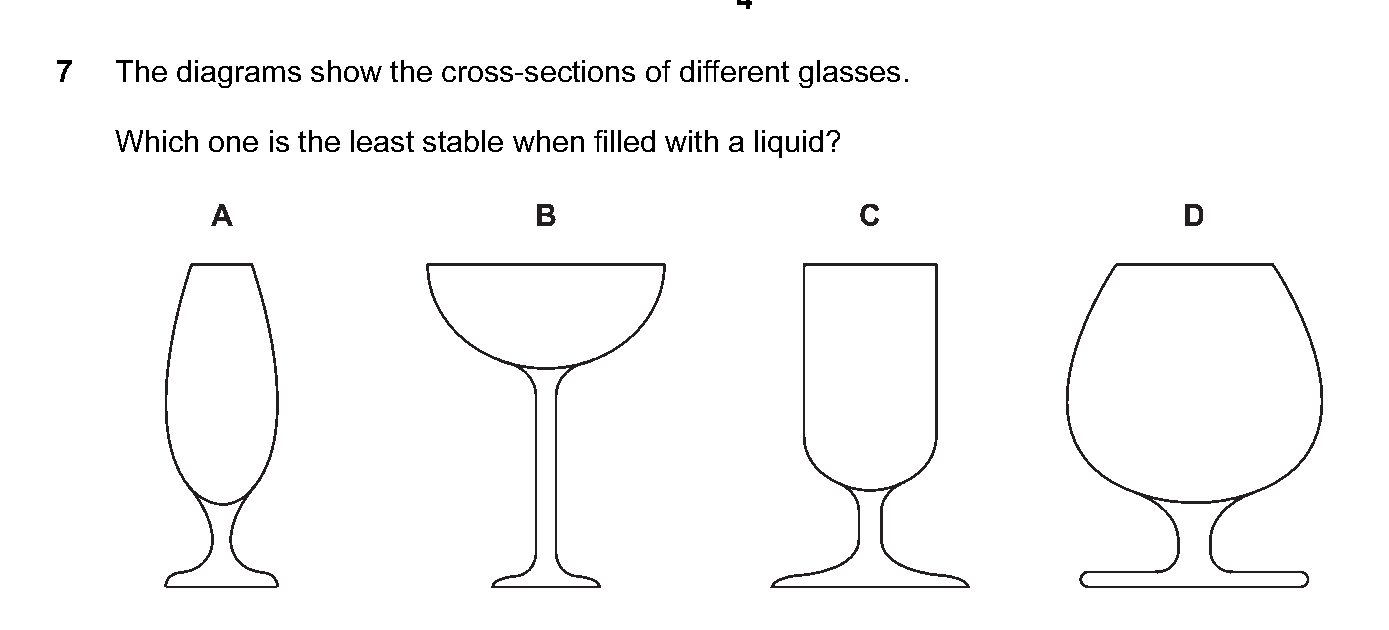 4
7 The diagrams show the cross-sections of different glasses.
Which one is the least stable when filled with a liquid?
A B C D